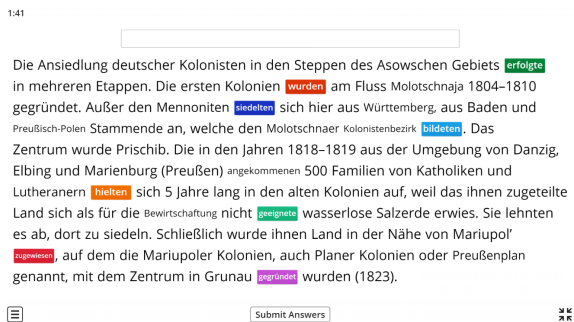 1:41
Die Ansiedlung deutscher Kolonisten in den Steppen des Asowschen Gebiets erfolgte
in mehreren Etappen. Die ersten Kolonien wurden am Fluss Molotschnaja 1804–1810
gegründet. Außer den Mennoniten siedelten sich hier aus Württemberg, aus Baden und
Preußisch-Polen Stammende an, welche den Molotschnaer Kolonistenbezirk bildeten. Das
Zentrum wurde Prischib. Die in den Jahren 1818–1819 aus der Umgebung von Danzig,
Elbing und Marienburg (Preußen) angekommenen 500 Familien von Katholiken und
Lutheranern hielten sich 5 Jahre lang in den alten Kolonien auf, weil das ihnen zugeteilte
Land sich als für die Bewirtschaftung nicht geeignete wasserlose Salzerde erwies. Sie lehnten
es ab, dort zu siedeln. Schließlich wurde ihnen Land in der Nähe von Mariupol’
zugewiesen, auf dem die Mariupoler Kolonien, auch Planer Kolonien oder Preußenplan
genannt, mit dem Zentrum in Grunau gegründet wurden (1823).
Submit Answers